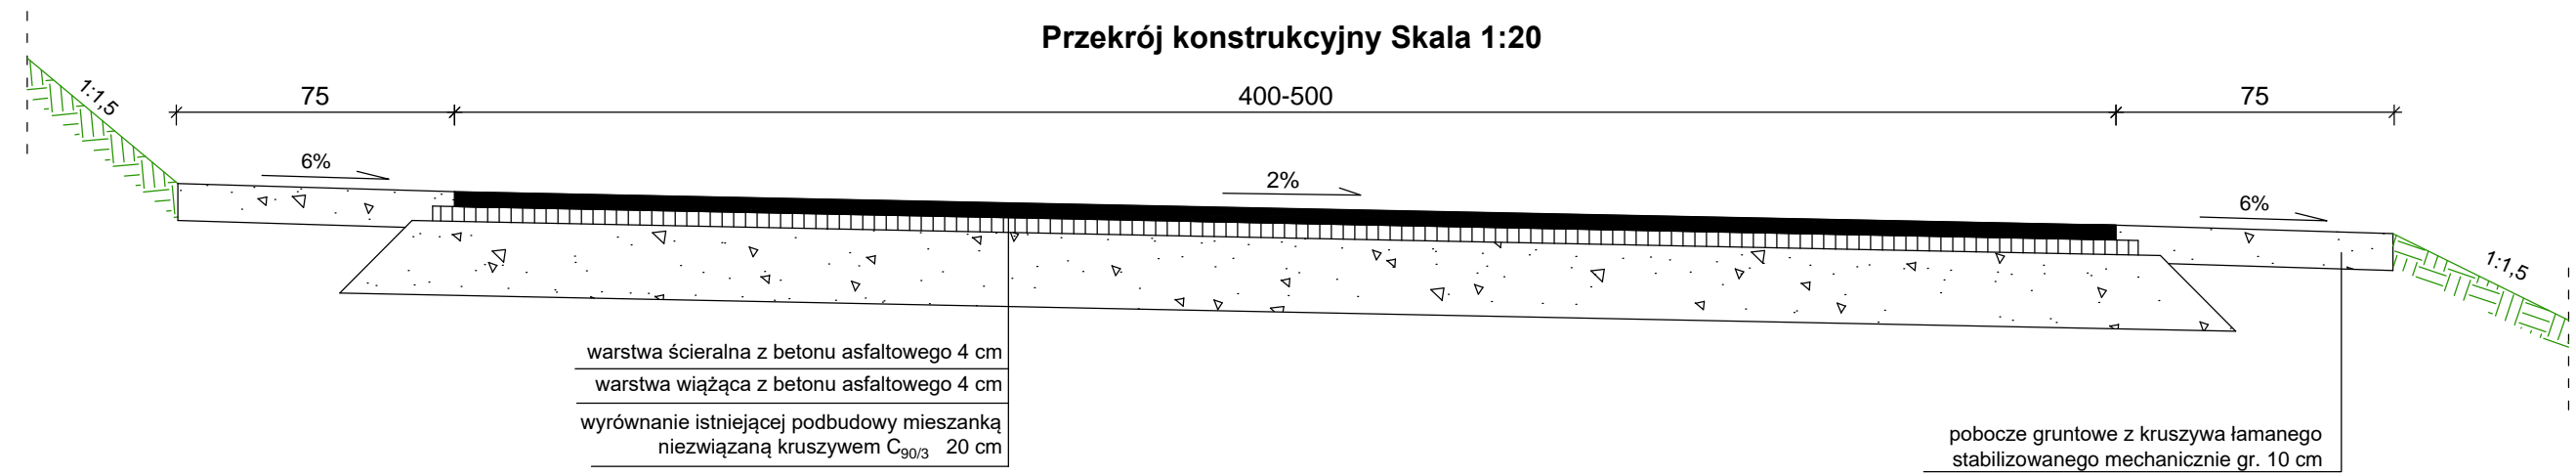 Przekrój konstrukcyjny Skala 1:20
1:1,5
75
400-500
75
6%
2%
6%
1:1,5
warstwa ścieralna z betonu asfaltowego 4 cm
warstwa wiążąca z betonu asfaltowego 4 cm
wyrównanie istniejącej podbudowy mieszanką
niezwiązaną kruszywem C90/3 20 cm
pobocze gruntowe z kruszywa łamanego
stabilizowanego mechanicznie gr. 10 cm